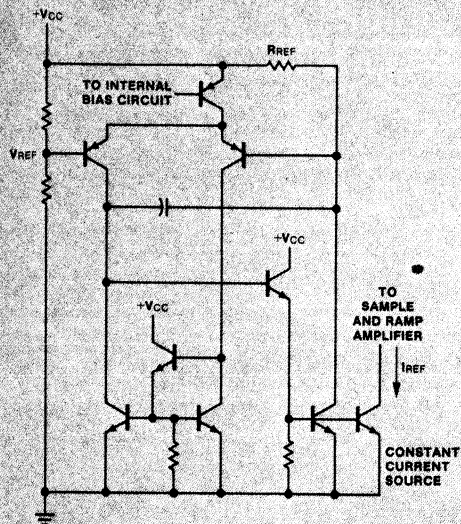 +VCC
RREF
TO INTERNAL
BIAS CIRCUIT
VREF
+VCC
+VCC
TO
SAMPLE
AND RAMP
AMPLIFIER
IREF
CONSTANT
CURRENT
SOURCE